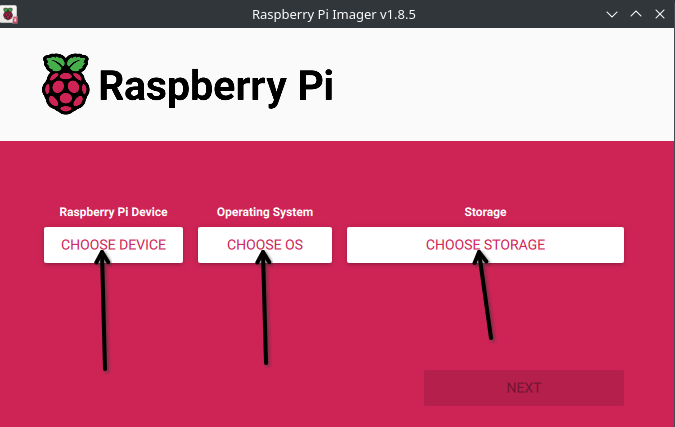 Raspberry Pi Imager v1.8.5
Raspberry Pi
Raspberry Pi Device Operating System Storage
CHOOSE DEVICE CHOOSE OS CHOOSE STORAGE
NEXT